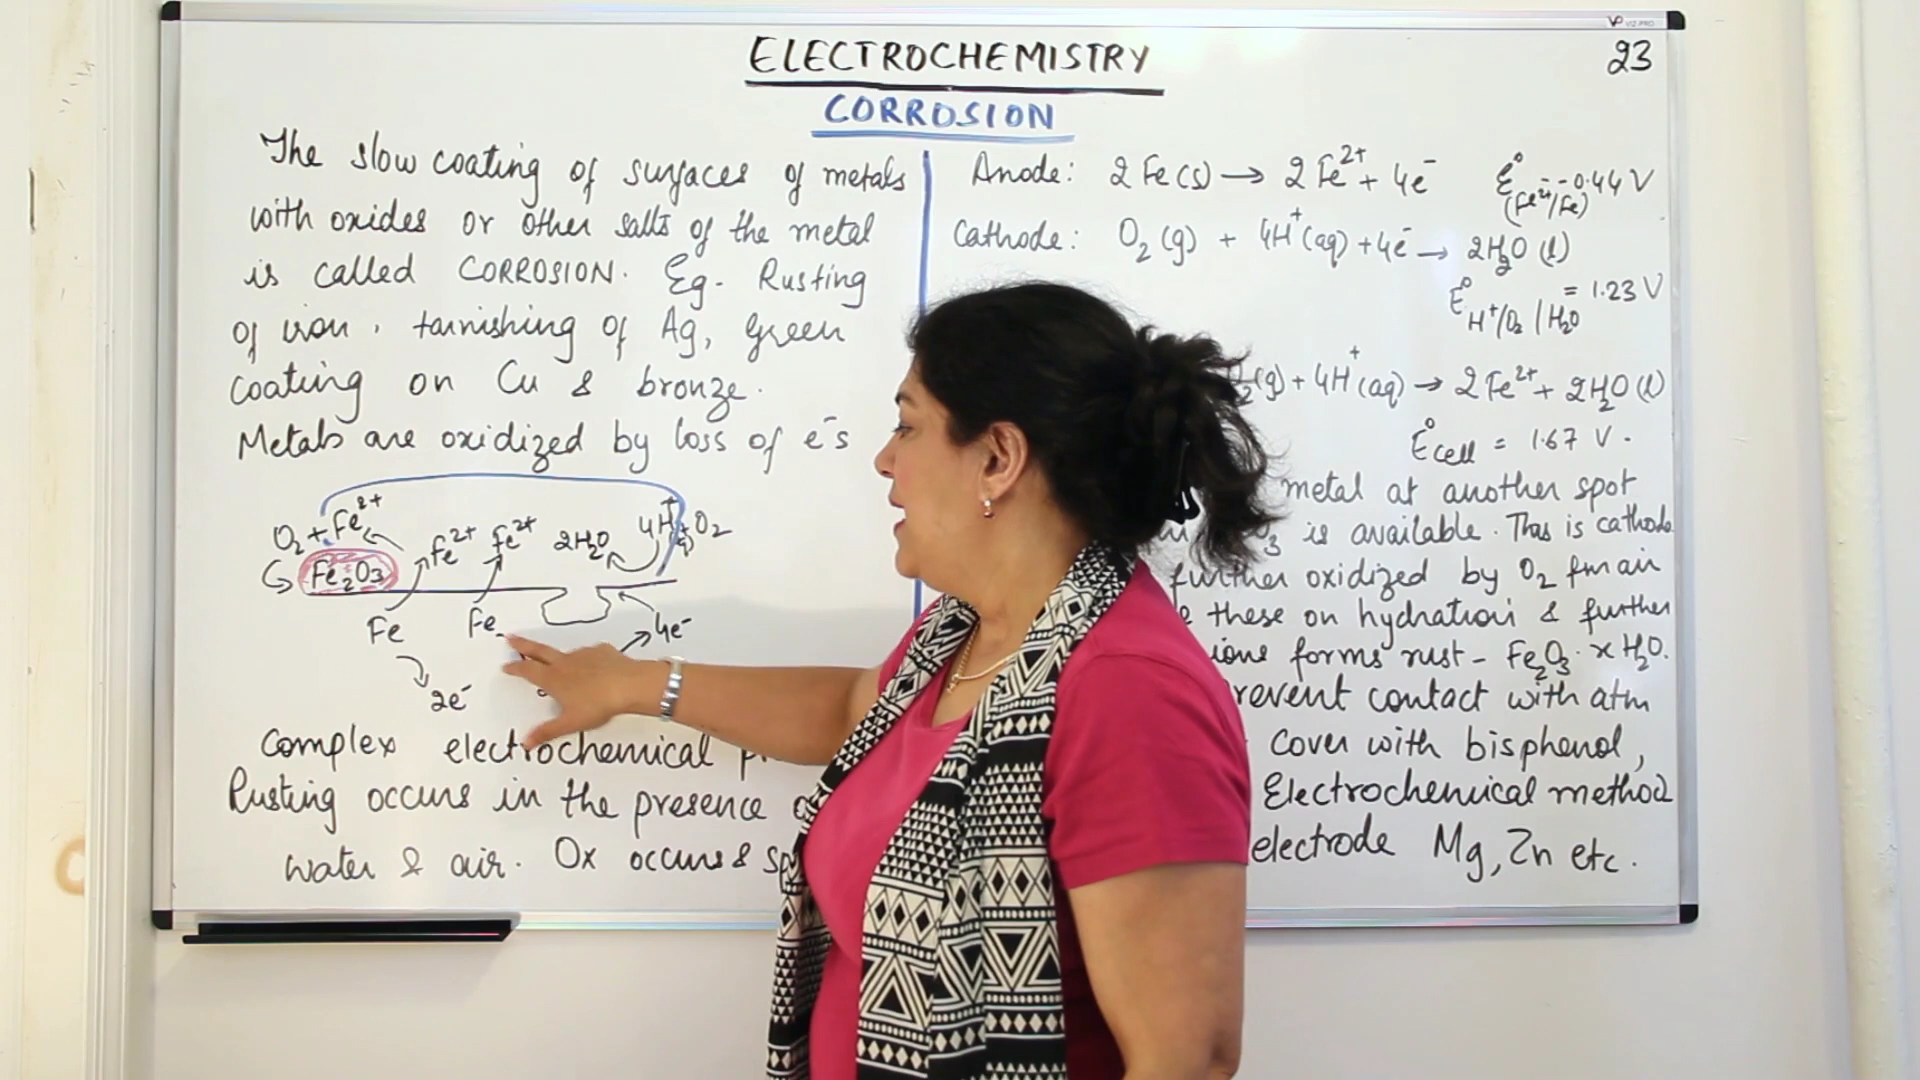 VIZ-PRO
ELECTROCHEMISTRY
23
CORROSION
The slow coating of surfaces of metals
with oxides or other salts of the metal
is called CORROSION. Eg- Rusting
of iron, tarnishing of Ag, green
coating on Cu & bronze.
Metals are oxidized by loss of e⁻s
O₂ + Fe²⁺
Fe²⁺ Fe²⁺ 2H₂O 4H⁺ + O₂
Fe₂O₃
Fe Fe 4e⁻
2e⁻
Complex electrochemical
Rusting occurs in the presence
water & air. Ox occurs &
Anode: 2Fe(s) → 2Fe²⁺ + 4e⁻ E°(Fe²⁺/Fe) = -0.44 V
Cathode: O₂(g) + 4H⁺(aq) + 4e⁻ → 2H₂O(l)
E° H⁺/O₂/H₂O = 1.23 V
(g) + 4H⁺(aq) → 2Fe²⁺ + 2H₂O(l)
E°cell = 1.67 V.
metal at another spot
is available. This is cathode
further oxidized by O₂ fm air
these on hydration & further
forms rust - Fe₂O₃.xH₂O.
contact with atm
Cover with bisphenol,
Electrochemical method
electrode Mg, Zn etc.